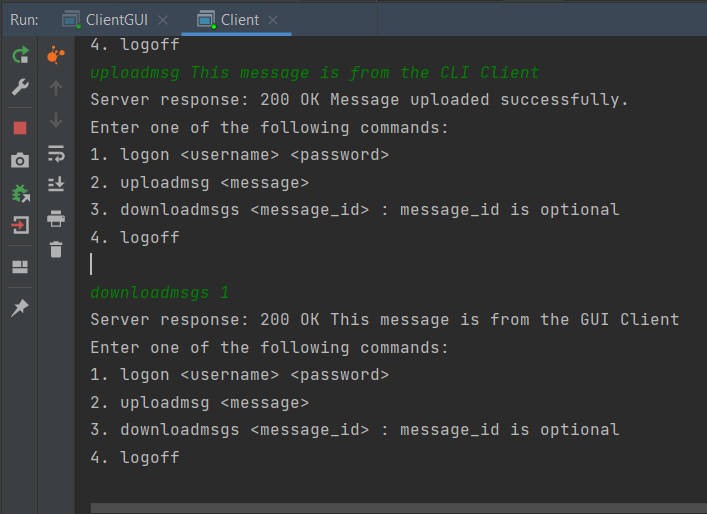 Run: ClientGUI Client
4. logoff
uploadmsg This message is from the CLI Client
Server response: 200 OK Message uploaded successfully.
Enter one of the following commands:
1. logon <username> <password>
2. uploadmsg <message>
3. downloadmsgs <message_id> : message_id is optional
4. logoff
downloadmsgs 1
Server response: 200 OK This message is from the GUI Client
Enter one of the following commands:
1. logon <username> <password>
2. uploadmsg <message>
3. downloadmsgs <message_id> : message_id is optional
4. logoff